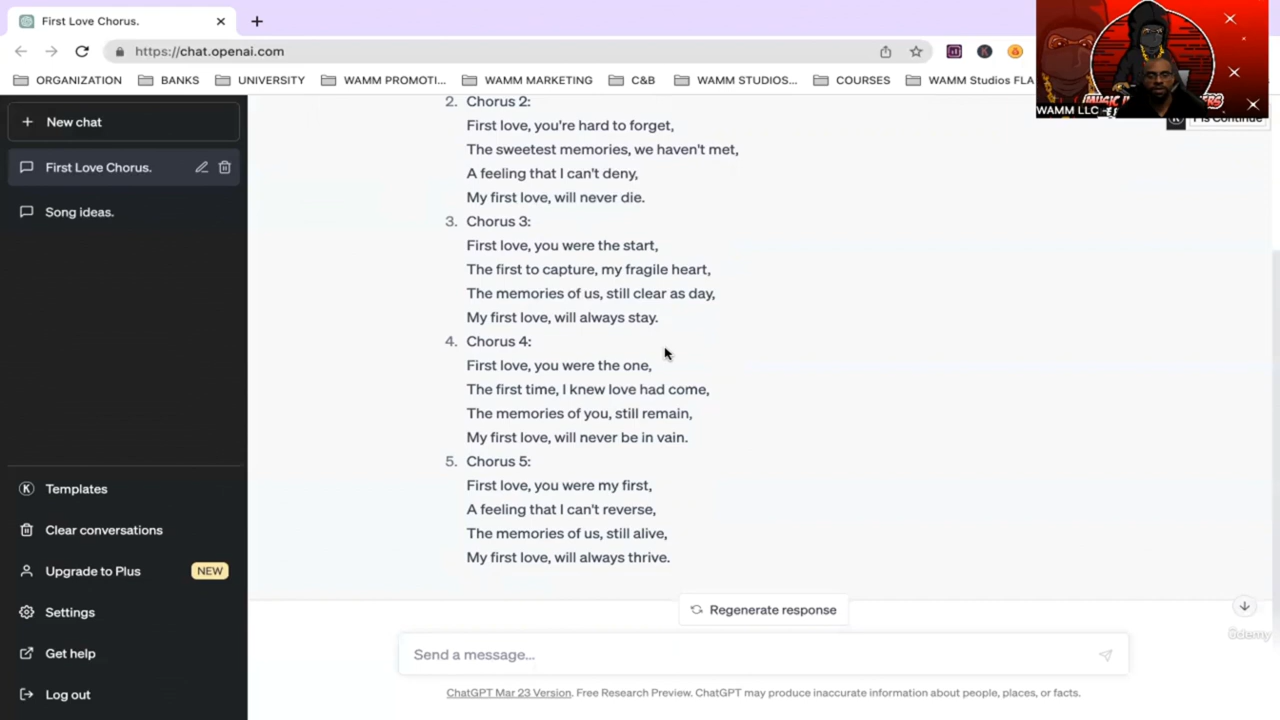 First Love Chorus.
https://chat.openai.com
ORGANIZATION
BANKS
UNIVERSITY
WAMM PROMOTI...
WAMM MARKETING
C&B
WAMM STUDIOS...
COURSES
WAMM Studios FLA
WAMM LLC
New chat
First Love Chorus.
Song ideas.
Templates
Clear conversations
Upgrade to Plus
NEW
Settings
Get help
Log out
2. Chorus 2:
First love, you're hard to forget,
The sweetest memories, we haven't met,
A feeling that I can't deny,
My first love, will never die.
3. Chorus 3:
First love, you were the start,
The first to capture, my fragile heart,
The memories of us, still clear as day,
My first love, will always stay.
4. Chorus 4:
First love, you were the one,
The first time, I knew love had come,
The memories of you, still remain,
My first love, will never be in vain.
5. Chorus 5:
First love, you were my first,
A feeling that I can't reverse,
The memories of us, still alive,
My first love, will always thrive.
Regenerate response
Send a message...
ChatGPT Mar 23 Version. Free Research Preview. ChatGPT may produce inaccurate information about people, places, or facts.
ûdemy